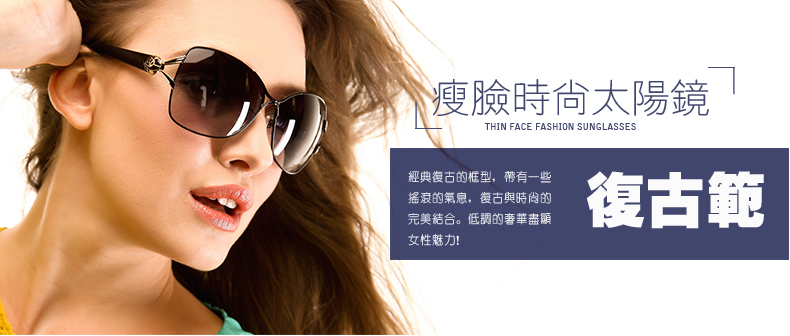 瘦臉時尚太陽鏡
THIN FACE FASHION SUNGLASSES
經典復古的框型，帶有一些
搖滾的氣息，復古與時尚的
完美結合。低調的奢華盡顯
女性魅力!
復古範